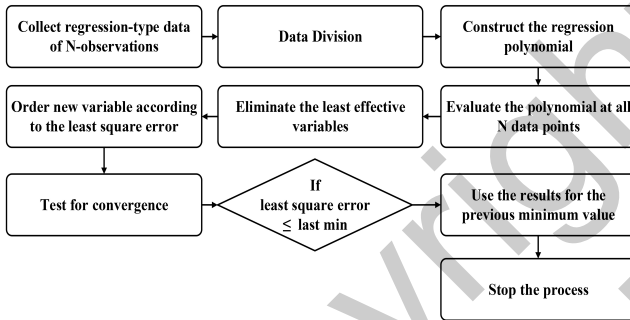 Collect regression-type data
of N-observations
Data Division
Construct the regression
polynomial
Evaluate the polynomial at all
N data points
Eliminate the least effective
variables
Order new variable according
to the least square error
Test for convergence
If
least square error
≤ last min
Use the results for the
previous minimum value
Stop the process